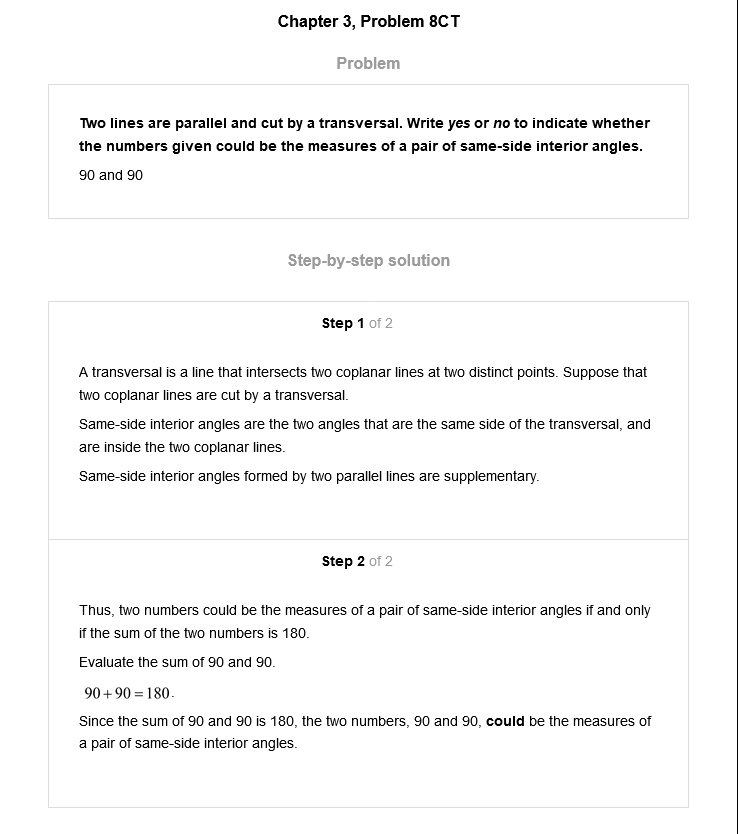 Chapter 3, Problem 8CT
Problem
Two lines are parallel and cut by a transversal. Write yes or no to indicate whether
the numbers given could be the measures of a pair of same-side interior angles.
90 and 90
Step-by-step solution
Step 1 of 2
A transversal is a line that intersects two coplanar lines at two distinct points. Suppose that
two coplanar lines are cut by a transversal.
Same-side interior angles are the two angles that are the same side of the transversal, and
are inside the two coplanar lines.
Same-side interior angles formed by two parallel lines are supplementary.
Step 2 of 2
Thus, two numbers could be the measures of a pair of same-side interior angles if and only
if the sum of the two numbers is 180.
Evaluate the sum of 90 and 90.
90 + 90 = 180.
Since the sum of 90 and 90 is 180, the two numbers, 90 and 90, could be the measures of
a pair of same-side interior angles.